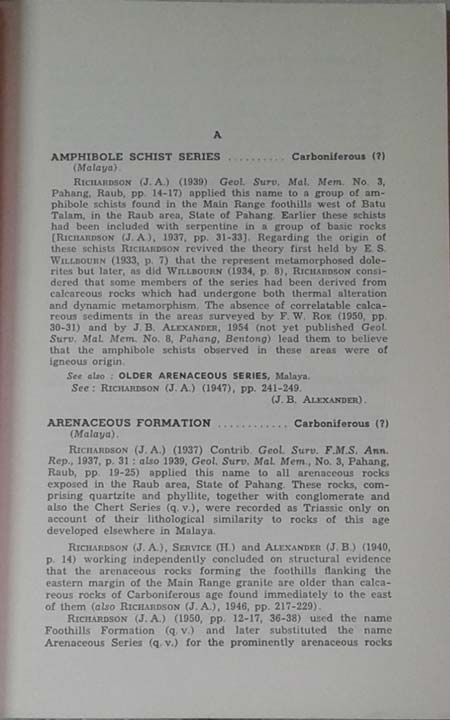 A
AMPHIBOLE SCHIST SERIES .......... Carboniferous (?)
(Malaya).
RICHARDSON (J. A.) (1939) Geol. Surv. Mal. Mem. No. 3,
Pahang, Raub, pp. 14-17) applied this name to a group of am-
phibole schists found in the Main Range foothills west of Batu
Talam, in the Raub area, State of Pahang. Earlier these schists
had been included with serpentine in a group of basic rocks
[RICHARDSON (J. A.), 1937, pp. 31-33]. Regarding the origin of
these schists RICHARDSON revived the theory first held by E. S.
WILLBOURN (1933, p. 7) that the represent metamorphosed dole-
rites but later, as did WILLBOURN (1934, p. 8), RICHARDSON consi-
dered that some members of the series had been derived from
calcareous rocks which had undergone both thermal alteration
and dynamic metamorphism. The absence of correlatable calca-
reous sediments in the areas surveyed by F. W. ROE (1950, pp.
30-31) and by J. B. ALEXANDER, 1954 (not yet published Geol.
Surv. Mal. Mem. No. 8, Pahang, Bentong) lead them to believe
that the amphibole schists observed in these areas were of
igneous origin.
See also : OLDER ARENACEOUS SERIES, Malaya.
See : RICHARDSON (J. A.) (1947), pp. 241-249.
(J. B. ALEXANDER).
ARENACEOUS FORMATION ............ Carboniferous (?)
(Malaya).
RICHARDSON (J. A.) (1937) Contrib. Geol. Surv. F.M.S. Ann.
Rep., 1937, p. 31 : also 1939, Geol. Surv. Mal. Mem., No. 3, Pahang,
Raub, pp. 19-25) applied this name to all arenaceous rocks
exposed in the Raub area, State of Pahang. These rocks, com-
prising quartzite and phyllite, together with conglomerate and
also the Chert Series (q. v.), were recorded as Triassic only on
account of their lithological similarity to rocks of this age
developed elsewhere in Malaya.
RICHARDSON (J. A.), SERVICE (H.) and ALEXANDER (J. B.) (1940,
p. 14) working independently concluded on structural evidence
that the arenaceous rocks forming the foothills flanking the
eastern margin of the Main Range granite are older than calca-
reous rocks of Carboniferous age found immediately to the east
of them (also RICHARDSON (J. A.), 1946, pp. 217-229).
RICHARDSON (J. A.) (1950, pp. 12-17, 36-38) used the name
Foothills Formation (q. v.) and later substituted the name
Arenaceous Series (q. v.) for the prominently arenaceous rocks